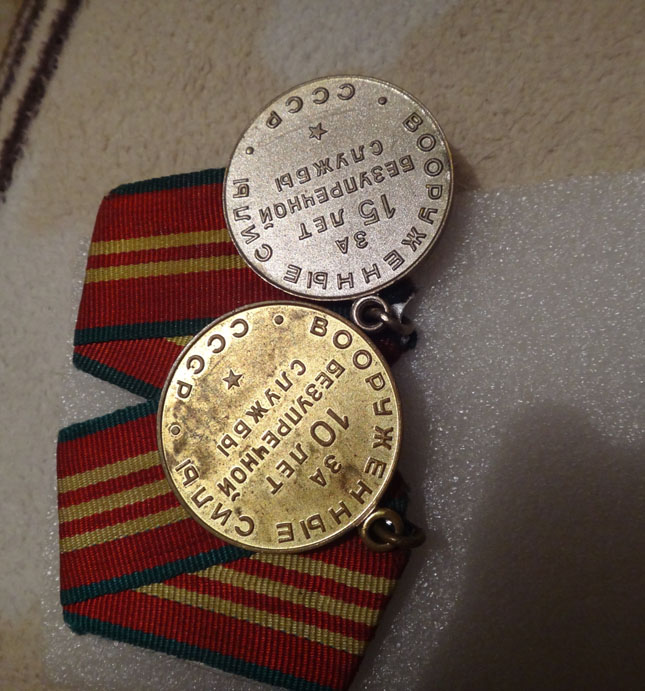 ВООРУЖЕННЫЕ СИЛЫ • СССР •
ЗА
15 ЛЕТ
БЕЗУПРЕЧНОЙ
СЛУЖБЫ
ВООРУЖЕННЫЕ СИЛЫ • СССР •
ЗА
10 ЛЕТ
БЕЗУПРЕЧНОЙ
СЛУЖБЫ